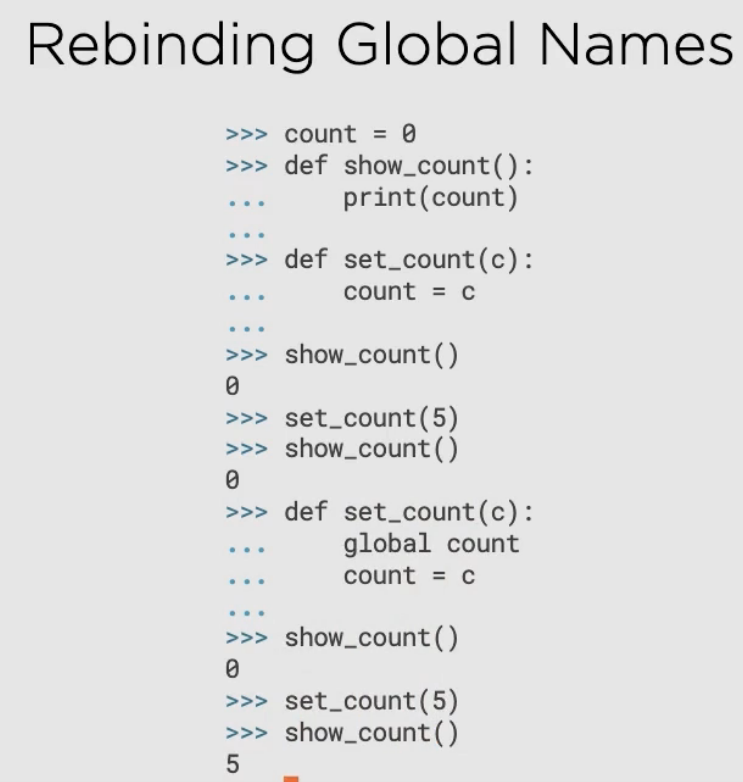 Rebinding Global Names
>>> count = 0
>>> def show_count():
...     print(count)
...
>>> def set_count(c):
...     count = c
...
>>> show_count()
0
>>> set_count(5)
>>> show_count()
0
>>> def set_count(c):
...     global count
...     count = c
...
>>> show_count()
0
>>> set_count(5)
>>> show_count()
5